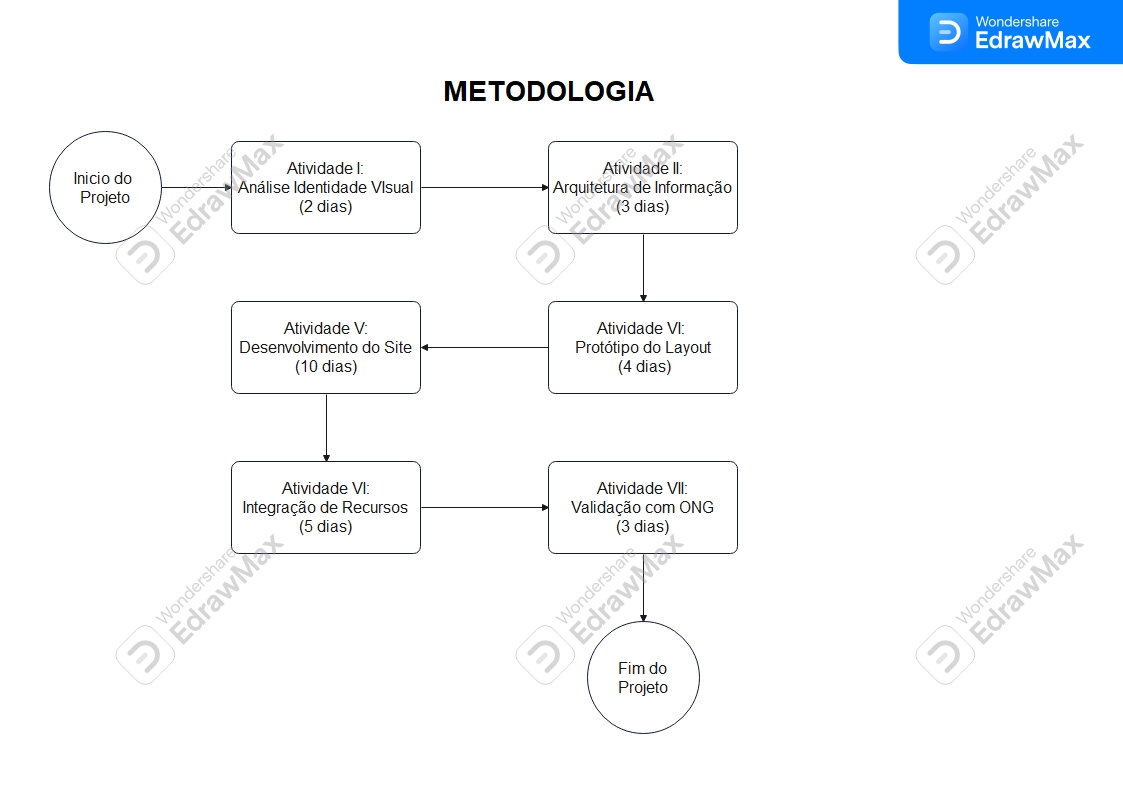 Wondershare
EdrawMax
METODOLOGIA
Inicio do
Projeto
Atividade I:
Análise Identidade VIsual
(2 dias)
Atividade II:
Arquitetura de Informação
(3 dias)
Atividade V:
Desenvolvimento do Site
(10 dias)
Atividade VI:
Protótipo do Layout
(4 dias)
Atividade VI:
Integração de Recursos
(5 dias)
Atividade VII:
Validação com ONG
(3 dias)
Fim do
Projeto
Wondershare
EdrawMax
Wondershare
EdrawMax
Wondershare
EdrawMax
Wondershare
EdrawMax
Wondershare
EdrawMax
Wondershare
EdrawMax